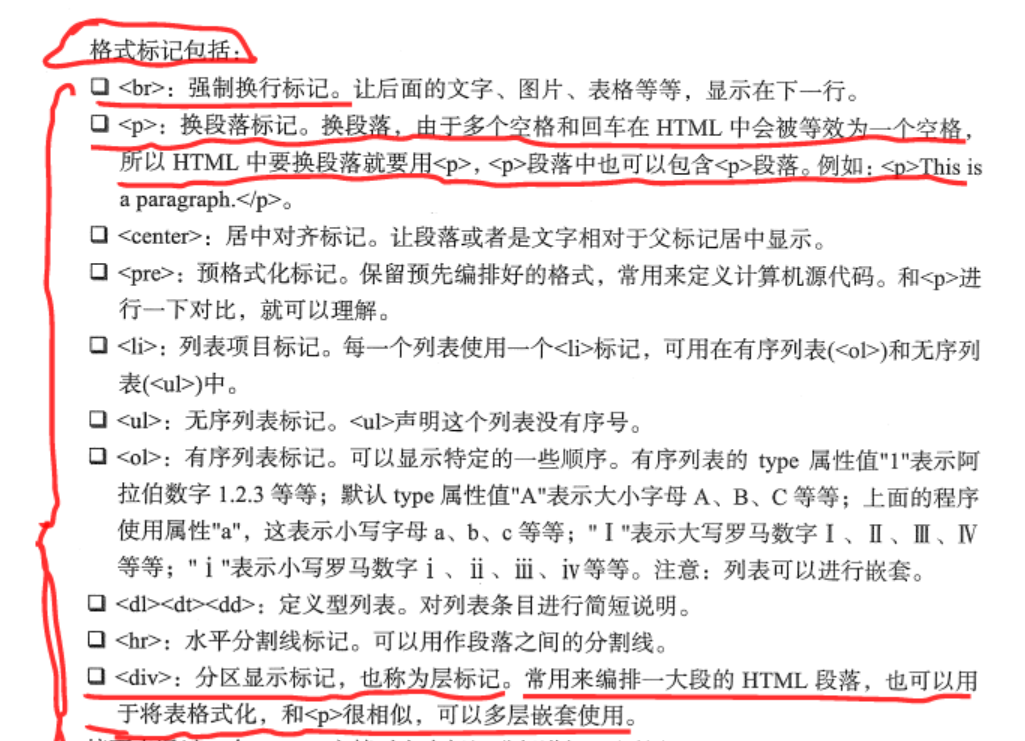 格式标记包括：
❑ <br>：强制换行标记。让后面的文字、图片、表格等等，显示在下一行。
❑ <p>：换段落标记。换段落，由于多个空格和回车在 HTML 中会被等效为一个空格，
所以 HTML 中要换段落就要用<p>，<p>段落中也可以包含<p>段落。例如：<p>This is
a paragraph.</p>。
❑ <center>：居中对齐标记。让段落或者是文字相对于父标记居中显示。
❑ <pre>：预格式化标记。保留预先编排好的格式，常用来定义计算机源代码。和<p>进
行一下对比，就可以理解。
❑ <li>：列表项目标记。每一个列表使用一个<li>标记，可用在有序列表(<ol>)和无序列
表(<ul>)中。
❑ <ul>：无序列表标记。<ul>声明这个列表没有序号。
❑ <ol>：有序列表标记。可以显示特定的一些顺序。有序列表的 type 属性值"1"表示阿
拉伯数字 1.2.3 等等；默认 type 属性值"A"表示大小字母 A、B、C 等等；上面的程序
使用属性"a"，这表示小写字母 a、b、c 等等；"Ⅰ"表示大写罗马数字Ⅰ、Ⅱ、Ⅲ、Ⅳ
等等；"ⅰ"表示小写罗马数字ⅰ、ⅱ、ⅲ、ⅳ等等。注意：列表可以进行嵌套。
❑ <dl><dt><dd>：定义型列表。对列表条目进行简短说明。
❑ <hr>：水平分割线标记。可以用作段落之间的分割线。
❑ <div>：分区显示标记，也称为层标记。常用来编排一大段的 HTML 段落，也可以用
于将表格式化，和<p>很相似，可以多层嵌套使用。